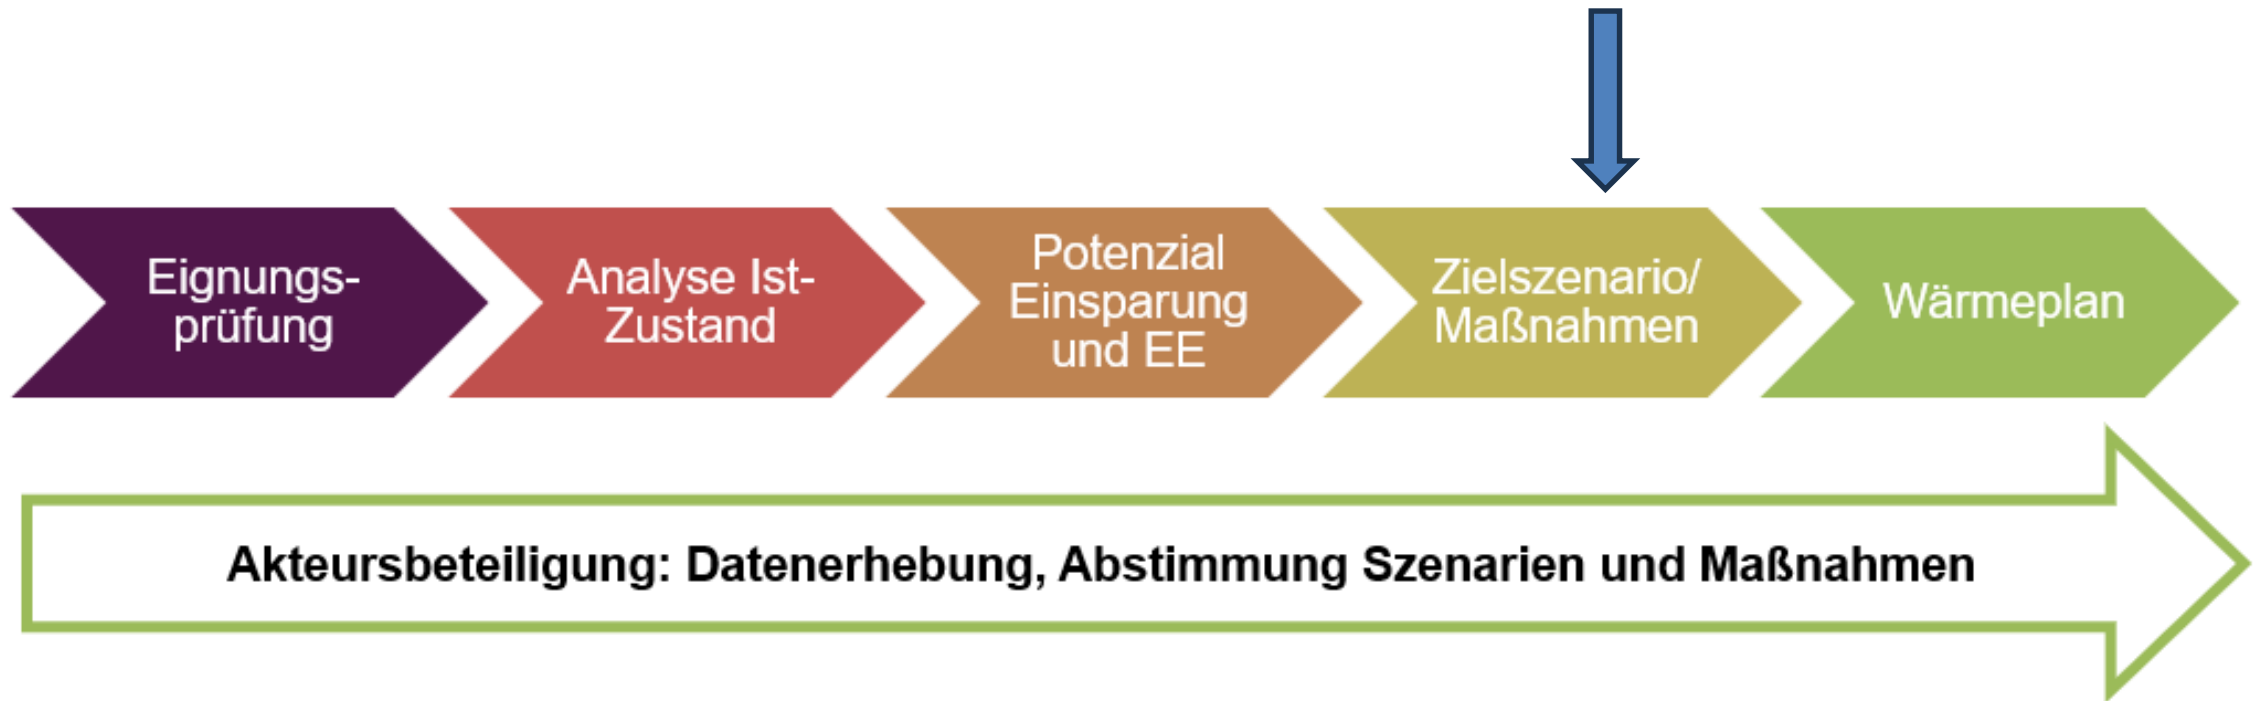 Eignungs-
prüfung
Analyse Ist-
Zustand
Potenzial
Einsparung
und EE
Zielszenario/
Maßnahmen
Wärmeplan
Akteursbeteiligung: Datenerhebung, Abstimmung Szenarien und Maßnahmen